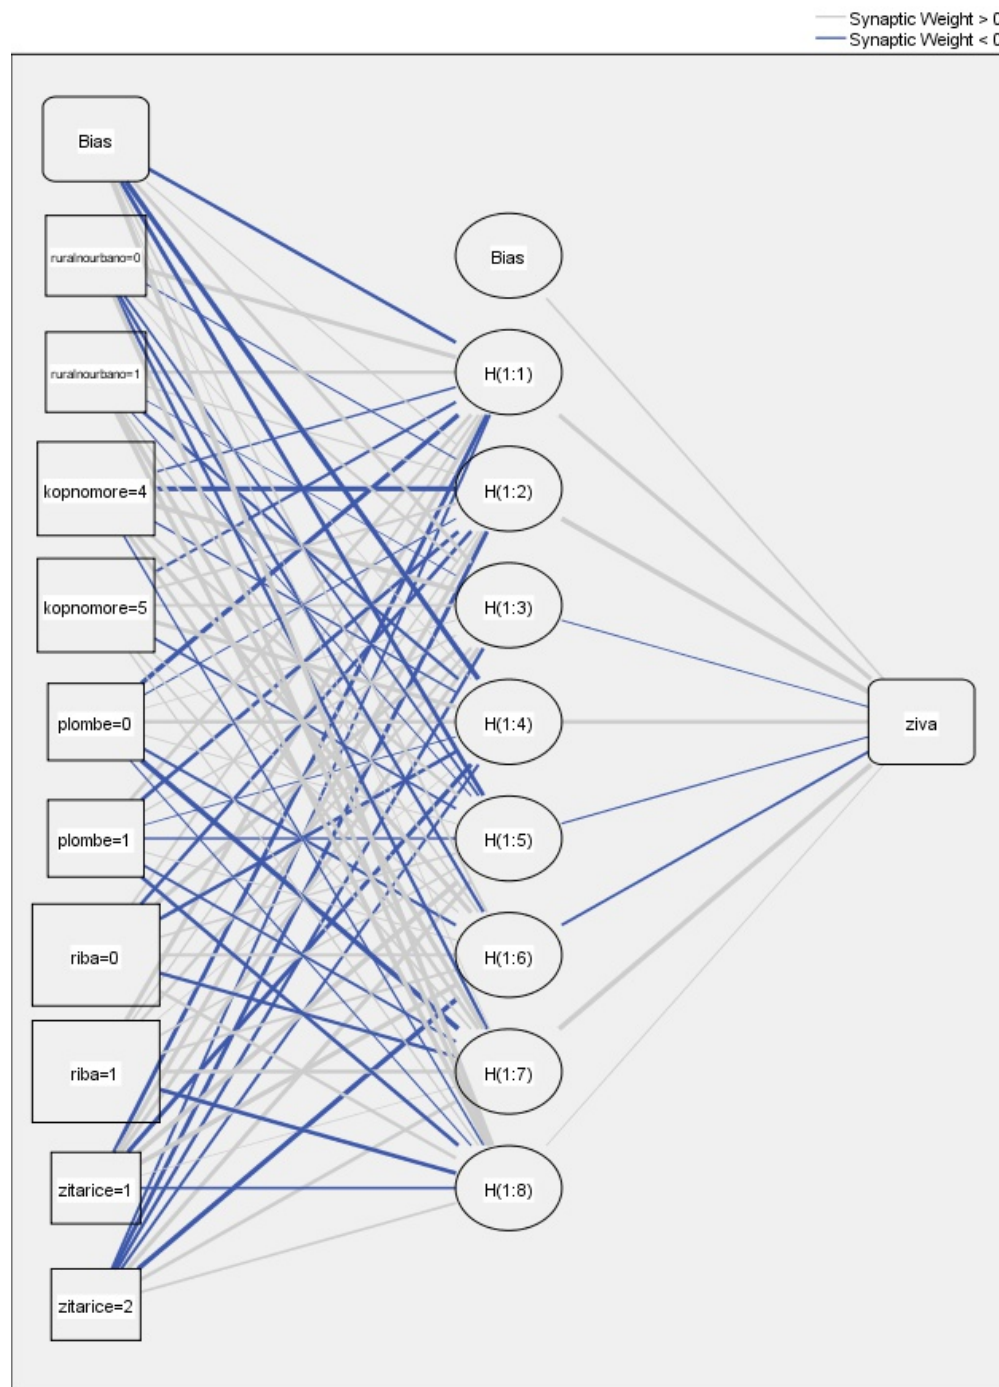 Synaptic Weight > 0
Synaptic Weight < 0
Bias
ruralnourbano=0
ruralnourbano=1
kopnomore=4
kopnomore=5
plombe=0
plombe=1
riba=0
riba=1
zitarice=1
zitarice=2
Bias
H(1:1)
H(1:2)
H(1:3)
H(1:4)
H(1:5)
H(1:6)
H(1:7)
H(1:8)
ziva